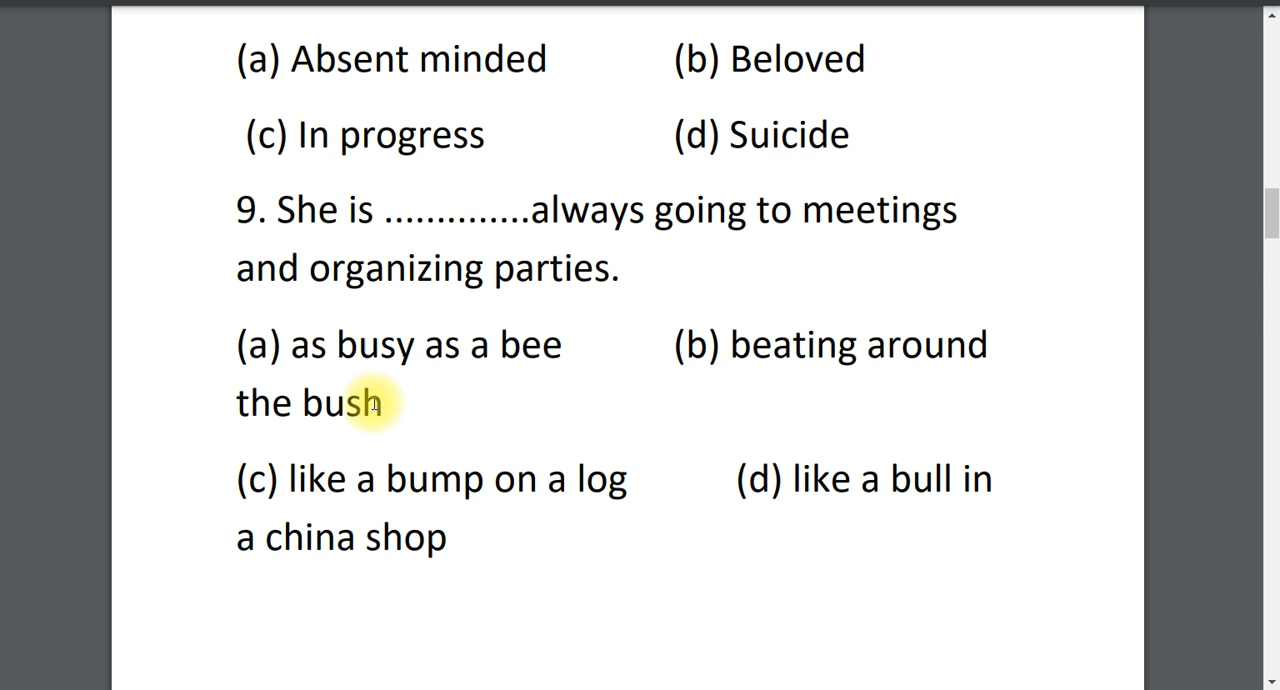 (a) Absent minded (b) Beloved
(c) In progress (d) Suicide
9. She is ..............always going to meetings
and organizing parties.
(a) as busy as a bee (b) beating around
the bush
(c) like a bump on a log (d) like a bull in
a china shop